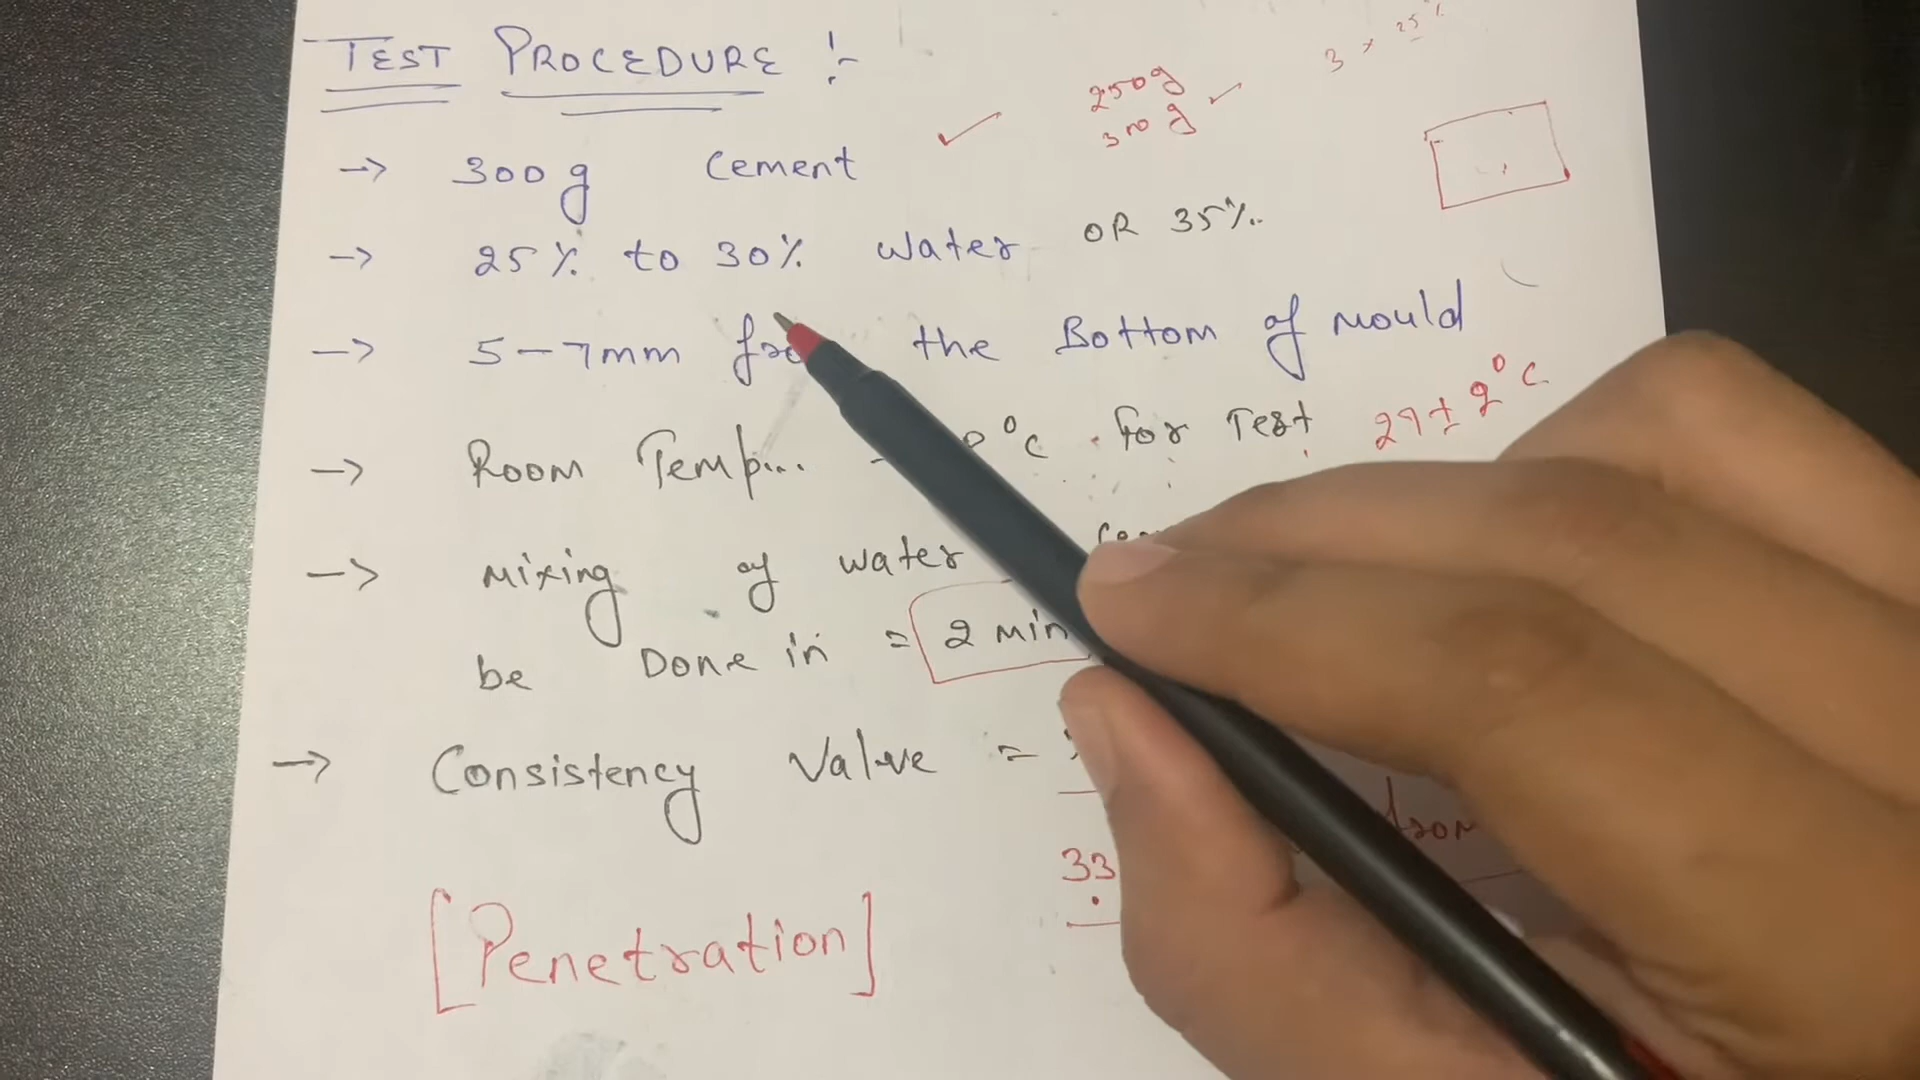 TEST PROCEDURE :-
3 × 25%
250g
300g
→ 300g Cement
→ 25% to 30% Water OR 35%.
→ 5-7mm the Bottom of Mould
→ Room Temp... °C For Test 27±2°C
→ Mixing of Water
be Done in = 2 Min
→ Consistency Value =
33
[Penetration]